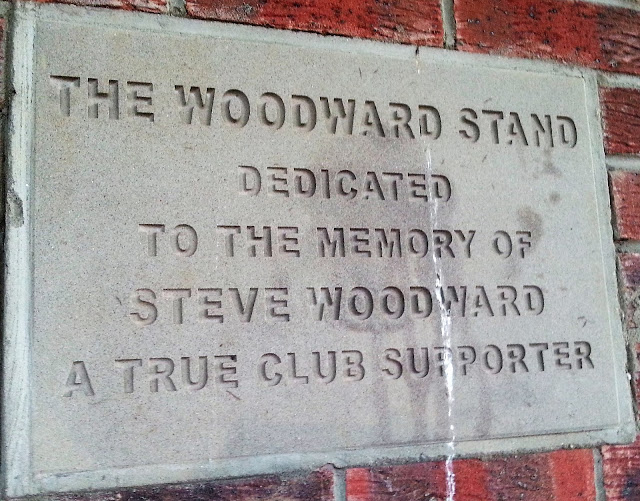 THE WOODWARD STAND
DEDICATED
TO THE MEMORY OF
STEVE WOODWARD
A TRUE CLUB SUPPORTER